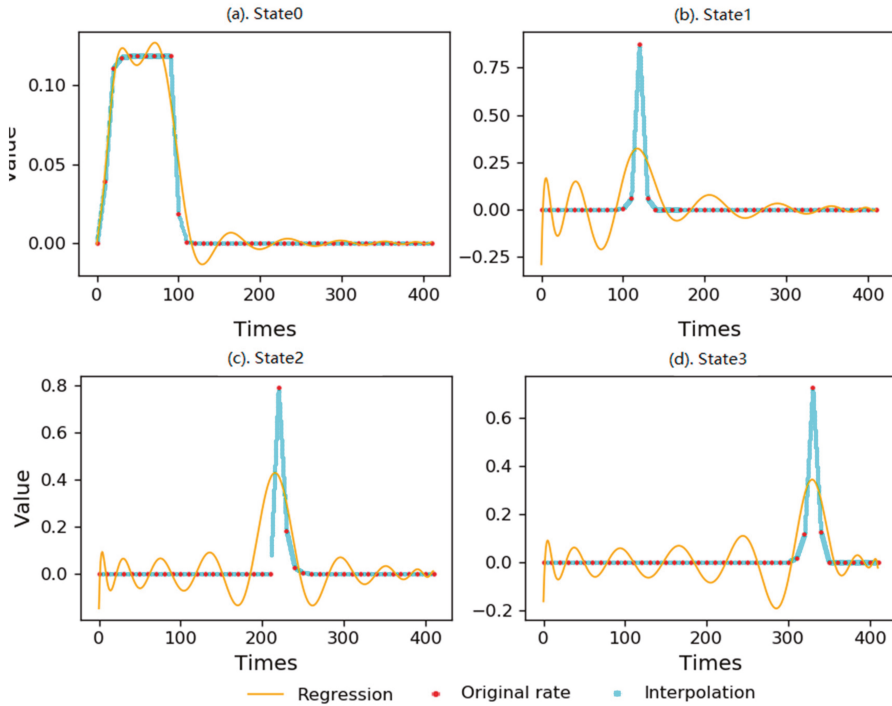 (a). State0
(b). State1
0.10
0.05
0.00
Value
0 100 200 300 400
Times
0.75
0.50
0.25
0.00
−0.25
0 100 200 300 400
Times
(c). State2
(d). State3
0.8
0.6
0.4
0.2
0.0
Value
0 100 200 300 400
Times
0.6
0.4
0.2
0.0
−0.2
0 100 200 300 400
Times
Regression Original rate Interpolation